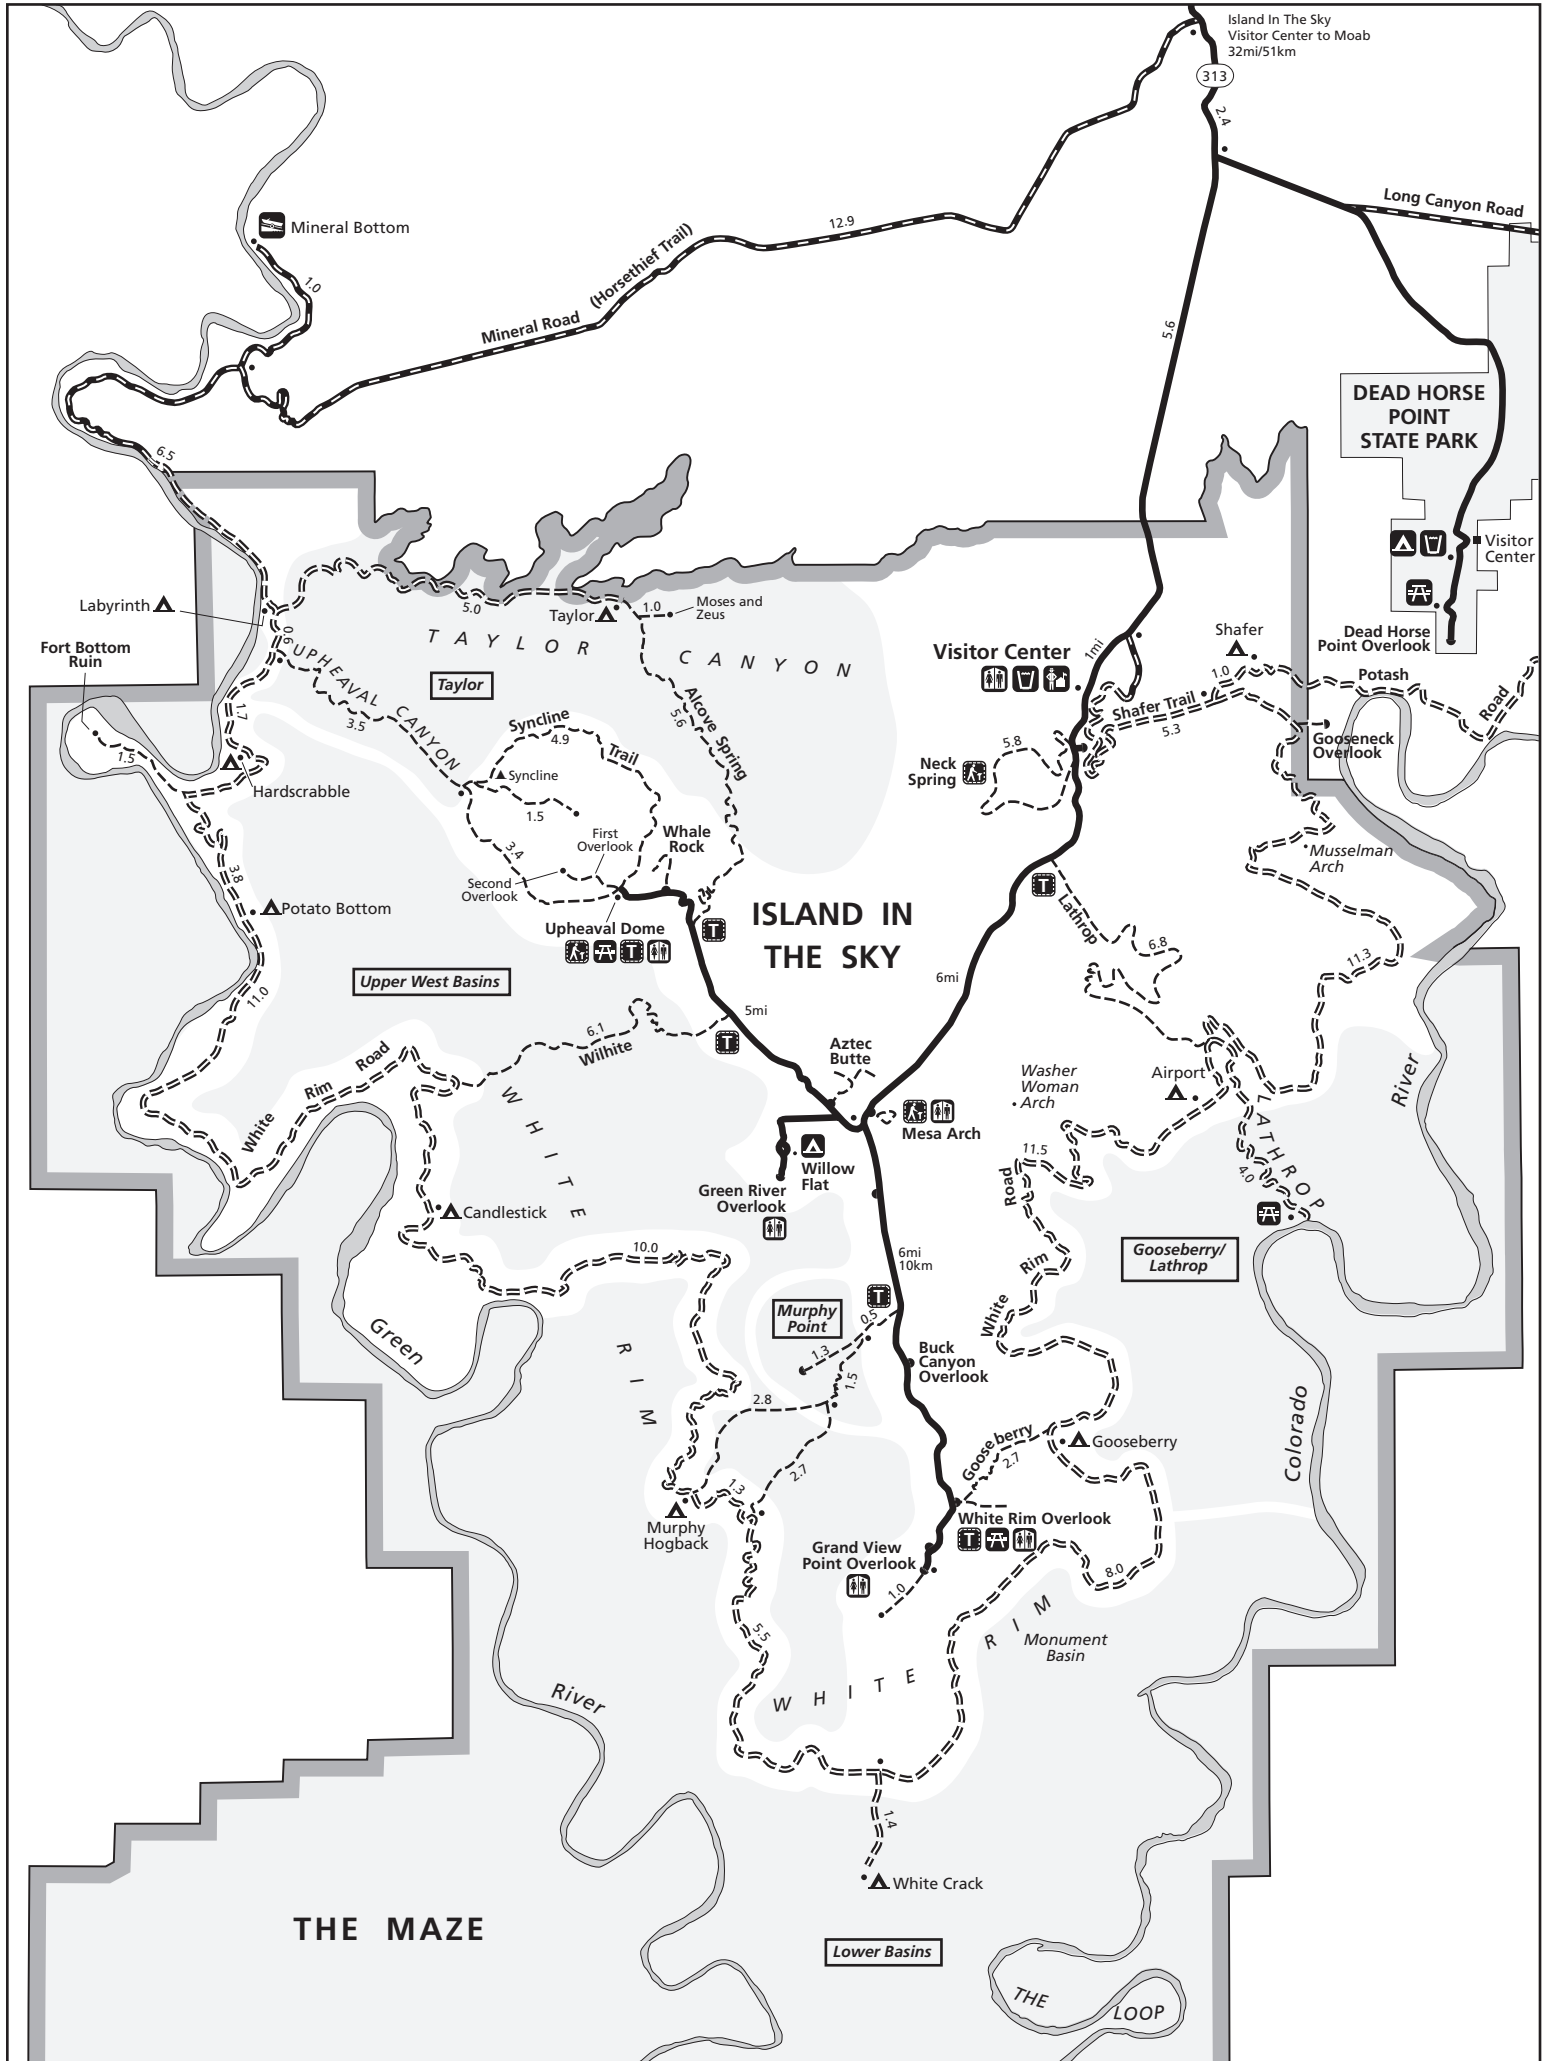 Island In The Sky
Visitor Center to Moab
32mi/51km
313
2.4
Long Canyon Road
Mineral Bottom
1.0
12.9
(Horsethief Trail)
Mineral Road
5.6
DEAD HORSE
POINT
STATE PARK
6.5
Visitor
Center
Labyrinth
5.0
Taylor
1.0
Moses and
Zeus
Fort Bottom
Ruin
0.6
TAYLOR
CANYON
Visitor Center
1mi
Shafer
Dead Horse
Point Overlook
UPHEAVAL CANYON
Taylor
Alcove Spring
5.6
1.0
Potash
Road
1.7
3.5
Syncline
4.9
Trail
Shafer Trail
5.3
Gooseneck
Overlook
1.5
5.8
Neck
Spring
Hardscrabble
Syncline
1.5
First
Overlook
Whale
Rock
3.4
Musselman
Arch
3.8
Second
Overlook
Potato Bottom
Upheaval Dome
ISLAND IN
THE SKY
Lathrop
6.8
11.3
Upper West Basins
11.0
6mi
5mi
6.1
Wilhite
Aztec
Butte
White
Rim
Road
Washer
Woman
Arch
Airport
River
WHITE
Mesa Arch
LATHROP
11.5
Willow
Flat
Green River
Overlook
Road
4.0
Candlestick
10.0
6mi
10km
Rim
Gooseberry/
Lathrop
Murphy
Point
0.5
White
Green
1.3
Buck
Canyon
Overlook
RIM
1.5
2.8
Colorado
Gooseberry
2.7
Gooseberry
2.7
1.3
White Rim Overlook
Murphy
Hogback
Grand View
Point Overlook
8.0
1.0
5.5
RIM
Monument
Basin
WHITE
River
1.4
White Crack
THE MAZE
Lower Basins
THE
LOOP